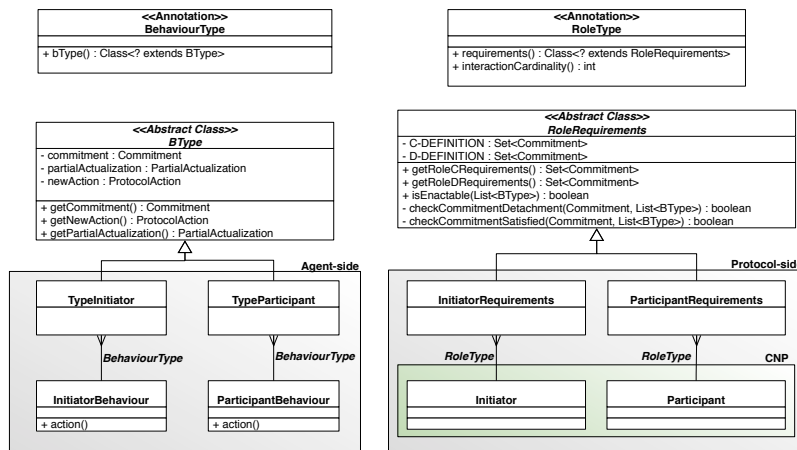 <<Annotation>>
BehaviourType
+ bType() : Class<? extends BType>
<<Annotation>>
RoleType
+ requirements() : Class<? extends RoleRequirements>
+ interactionCardinality() : int
<<Abstract Class>>
BType
- commitment : Commitment
- partialActualization : PartialActualization
- newAction : ProtocolAction
+ getCommitment() : Commitment
+ getNewAction() : ProtocolAction
+ getPartialActualization() : PartialActualization
<<Abstract Class>>
RoleRequirements
- C-DEFINITION : Set<Commitment>
- D-DEFINITION : Set<Commitment>
+ getRoleCRequirements() : Set<Commitment>
+ getRoleDRequirements() : Set<Commitment>
+ isEnactable(List<BType>) : boolean
- checkCommitmentDetachment(Commitment, List<BType>) : boolean
- checkCommitmentSatisfied(Commitment, List<BType>) : boolean
Agent-side
TypeInitiator
TypeParticipant
BehaviourType
BehaviourType
InitiatorBehaviour
+ action()
ParticipantBehaviour
+ action()
Protocol-sid
InitiatorRequirements
ParticipantRequirements
RoleType
RoleType
CNP
Initiator
Participant